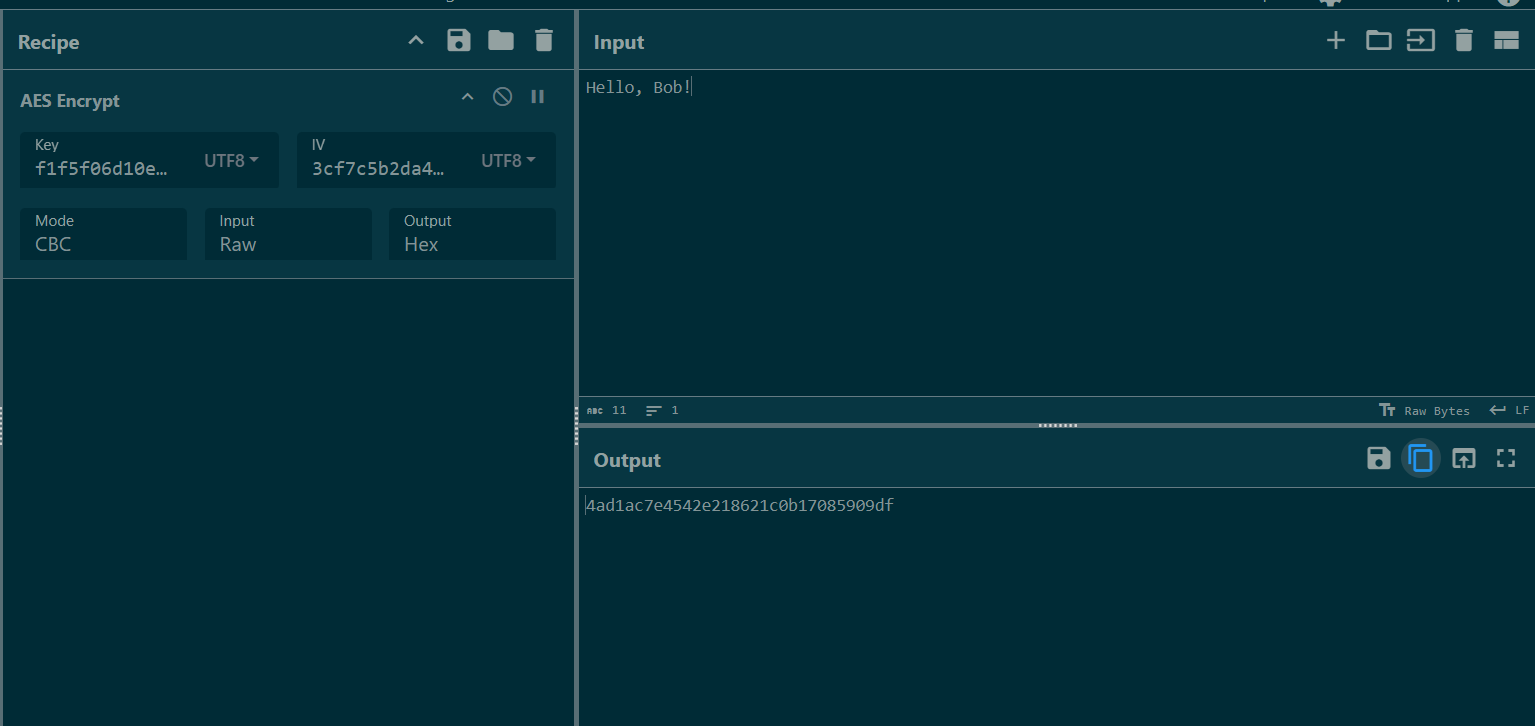 Recipe
AES Encrypt
Key
f1f5f06d10e…
UTF8
IV
3cf7c5b2da4…
UTF8
Mode
CBC
Input
Raw
Output
Hex
Input
Hello, Bob!
ABC 11
1
Raw Bytes
LF
Output
4ad1ac7e4542e218621c0b17085909df